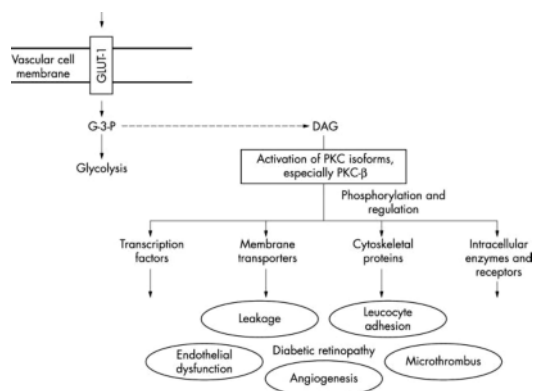 Vascular cell
membrane
GLUT-1
G-3-P
DAG
Glycolysis
Activation of PKC isoforms,
especially PKC-β
Phosphorylation and
regulation
Transcription
factors
Membrane
transporters
Cytoskeletal
proteins
Intracellular
enzymes and
receptors
Leakage
Leucocyte
adhesion
Endothelial
dysfunction
Diabetic retinopathy
Microthrombus
Angiogenesis